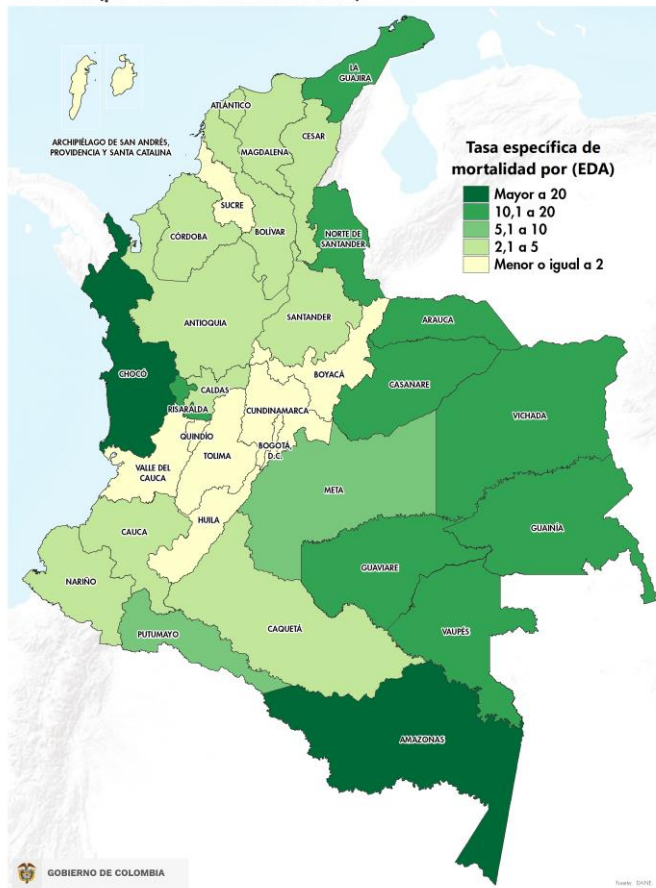 ARCHIPIÉLAGO DE SAN ANDRÉS,
PROVIDENCIA Y SANTA CATALINA
Tasa específica de
mortalidad por (EDA)
Mayor a 20
10,1 a 20
5,1 a 10
2,1 a 5
Menor o igual a 2
LA
GUAJIRA
ATLÁNTICO
MAGDALENA
CESAR
SUCRE
CÓRDOBA
BOLÍVAR
NORTE DE
SANTANDER
ANTIOQUIA
SANTANDER
ARAUCA
CHOCÓ
BOYACÁ
CASANARE
CALDAS
RISARALDA
CUNDINAMARCA
VICHADA
QUINDÍO
BOGOTÁ,
D.C.
TOLIMA
VALLE DEL
CAUCA
META
GUAINÍA
HUILA
CAUCA
GUAVIARE
NARIÑO
CAQUETÁ
VAUPÉS
PUTUMAYO
AMAZONAS
GOBIERNO DE COLOMBIA
Fuente: DANE